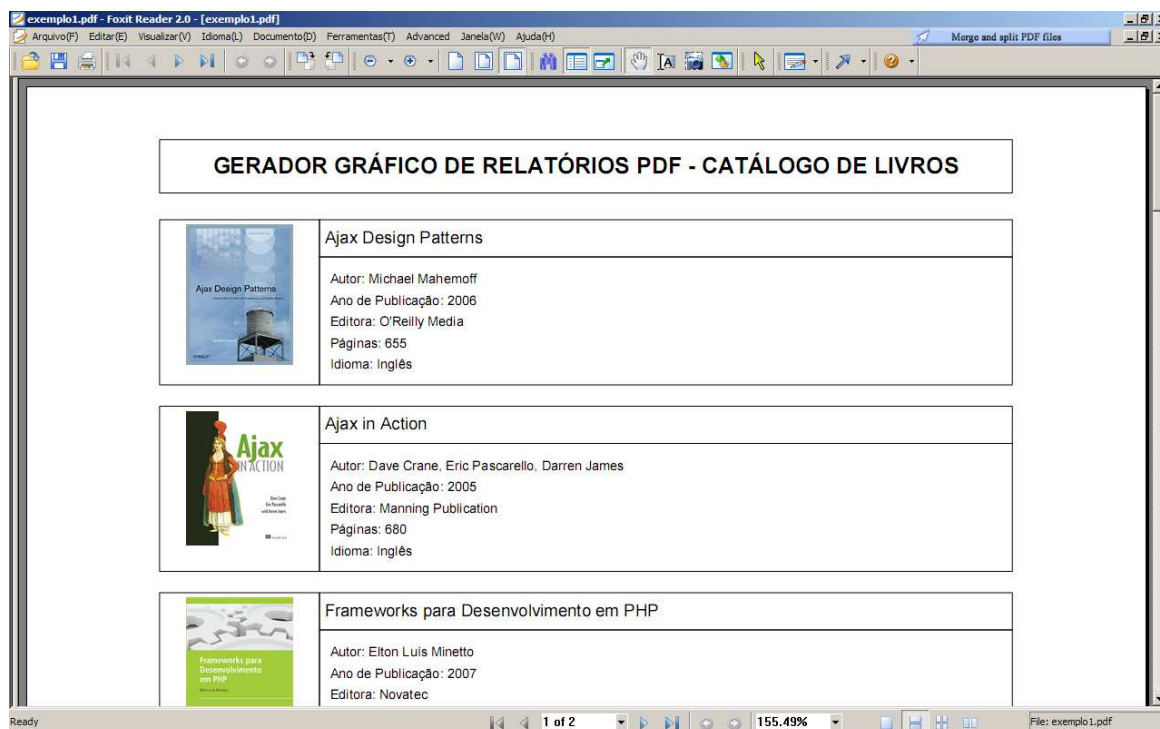 exemplo1.pdf - Foxit Reader 2.0 - [exemplo1.pdf]
Arquivo(F) Editar(E) Visualizar(V) Idioma(L) Documento(D) Ferramentas(T) Advanced Janela(W) Ajuda(H) Merge and split PDF files
GERADOR GRÁFICO DE RELATÓRIOS PDF - CATÁLOGO DE LIVROS
Ajax Design Patterns
Ajax Design Patterns
Autor: Michael Mahemoff
Ano de Publicação: 2006
Editora: O'Reilly Media
Páginas: 655
Idioma: Inglês
Ajax
IN ACTION
Ajax in Action
Autor: Dave Crane, Eric Pascarello, Darren James
Ano de Publicação: 2005
Editora: Manning Publication
Páginas: 680
Idioma: Inglês
Frameworks para
Desenvolvimento
em PHP
Frameworks para Desenvolvimento em PHP
Autor: Elton Luís Minetto
Ano de Publicação: 2007
Editora: Novatec
Ready 1 of 2 155.49% File: exemplo1.pdf